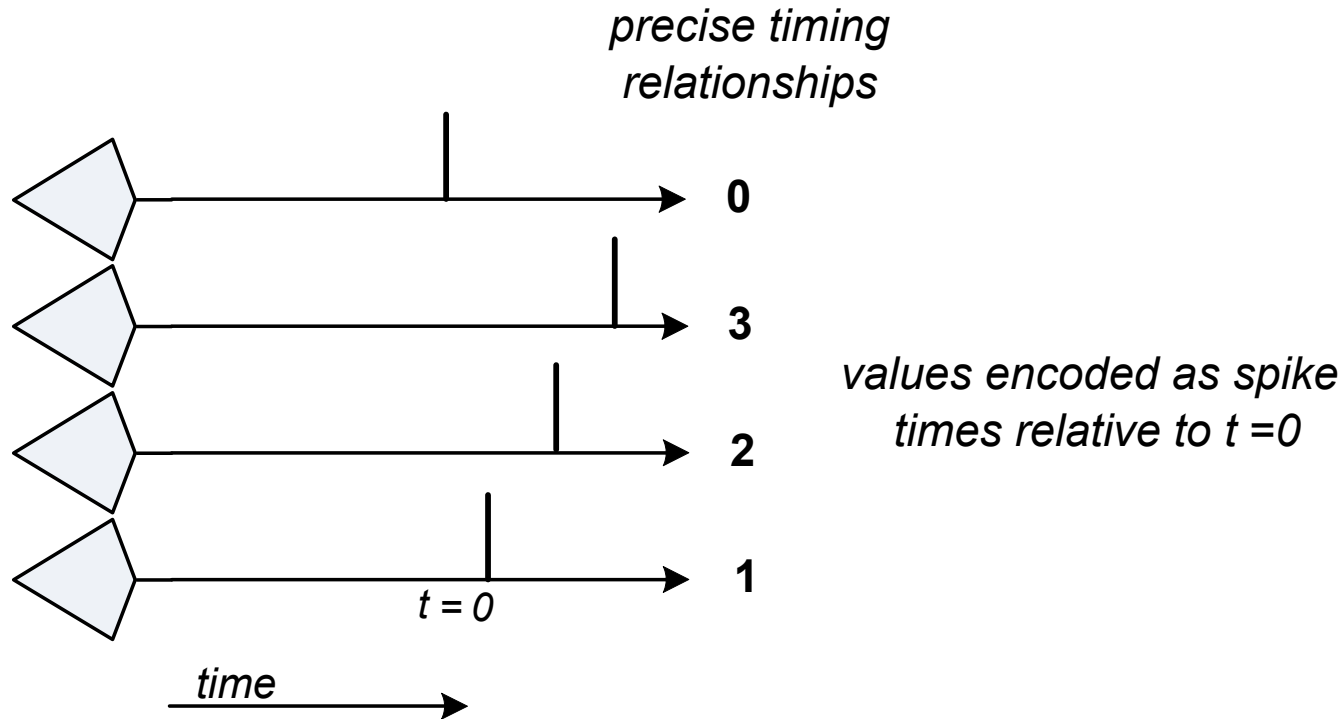 precise timing
relationships
0
3
values encoded as spike
times relative to t =0
2
1
t = 0
time